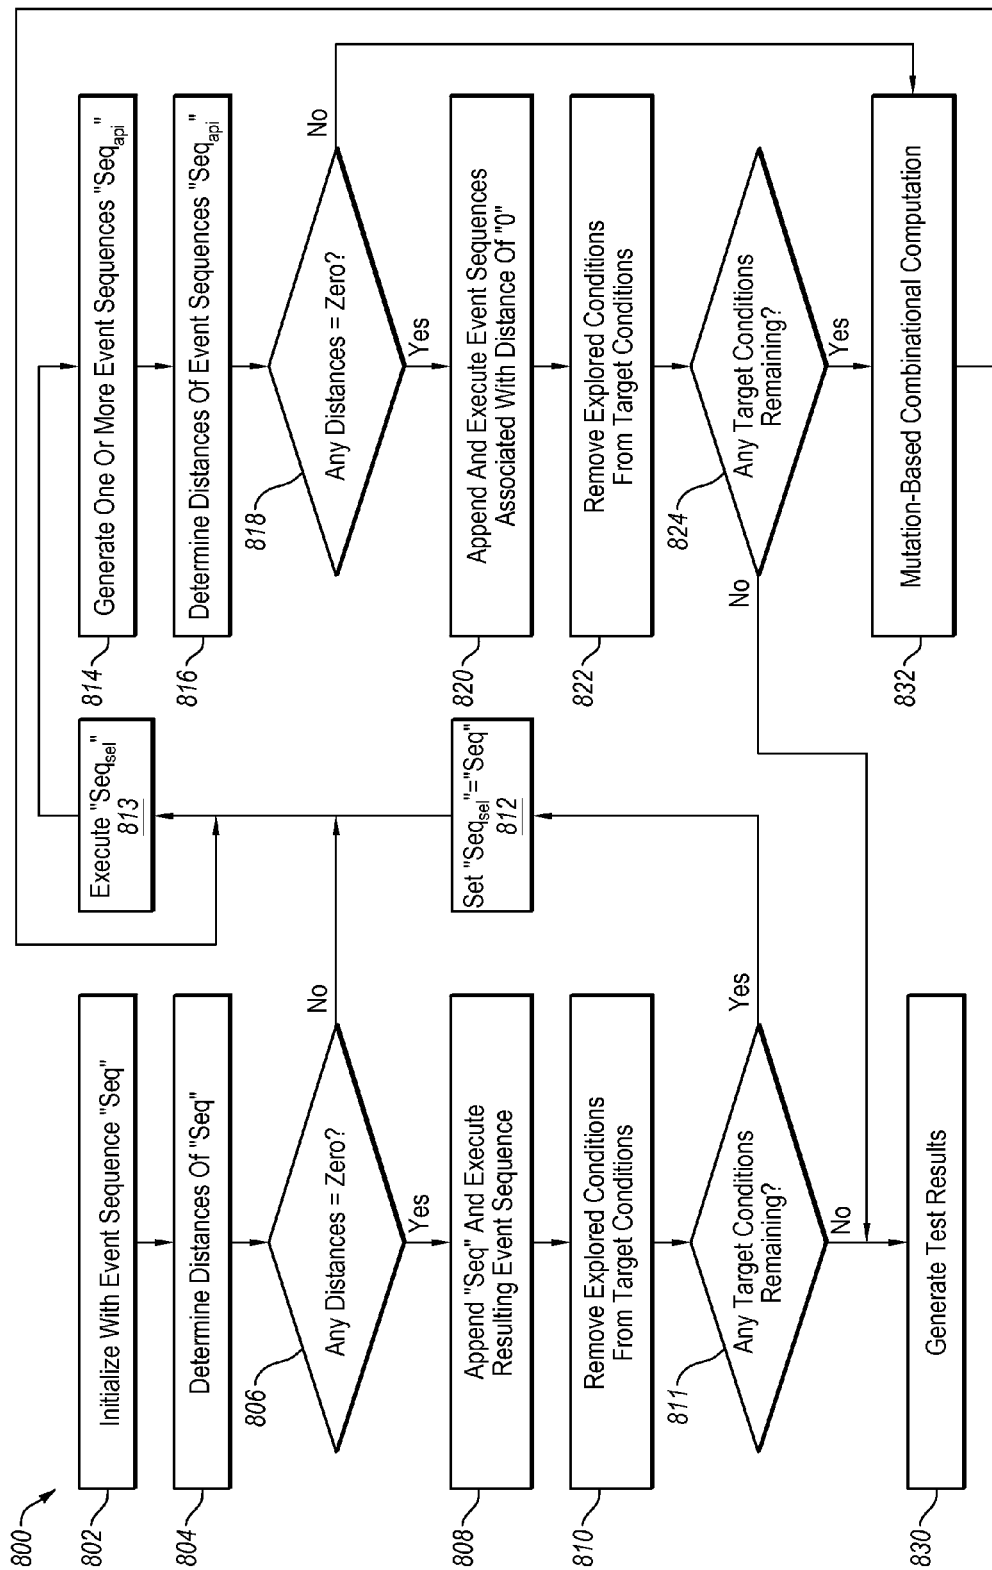 800
802
Initialize With Event Sequence "Seq"
804
Determine Distances Of "Seq"
806
Any Distances = Zero?
No
Yes
808
Append "Seq" And Execute
Resulting Event Sequence
810
Remove Explored Conditions
From Target Conditions
811
Any Target Conditions
Remaining?
Yes
No
830
Generate Test Results
Execute "Seqsel"
813
Set "Seqsel"="Seq"
812
814
Generate One Or More Event Sequences "Seqapi"
816
Determine Distances Of Event Sequences "Seqapi"
818
Any Distances = Zero?
No
Yes
820
Append And Execute Event Sequences
Associated With Distance Of "0"
822
Remove Explored Conditions
From Target Conditions
824
Any Target Conditions
Remaining?
No
Yes
832
Mutation-Based Combinational Computation